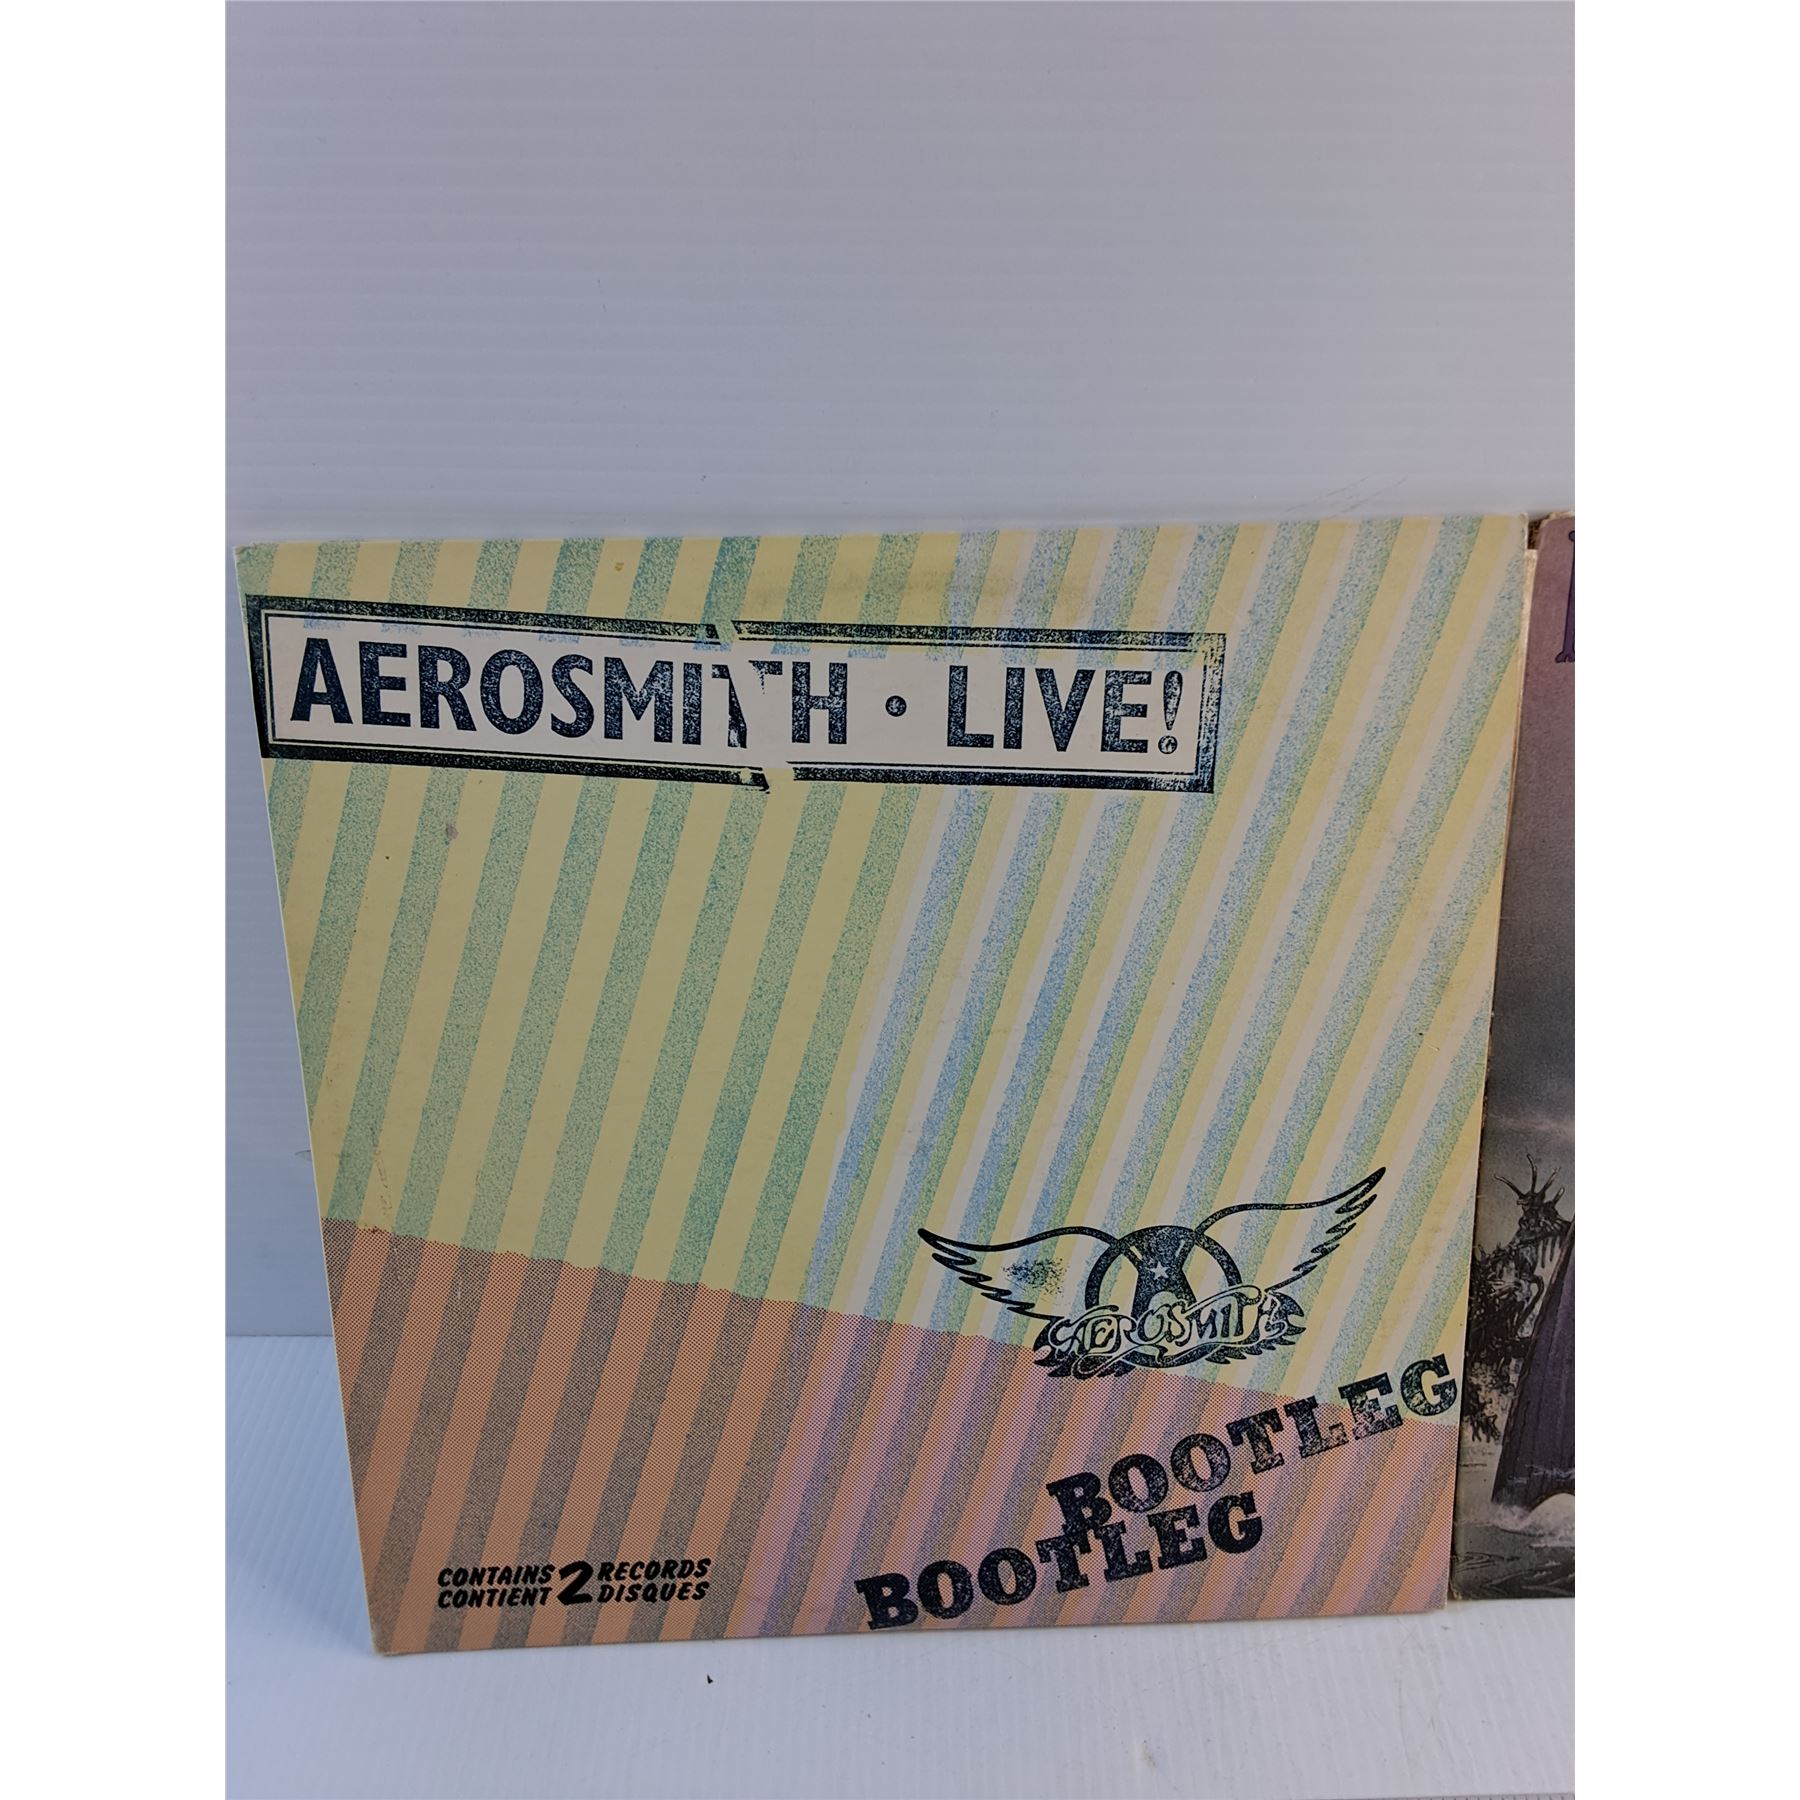 AEROSMITH • LIVE!
AEROSMITH
BOOTLEG
BOOTLEG
CONTAINS 2 RECORDS
CONTIENT 2 DISQUES